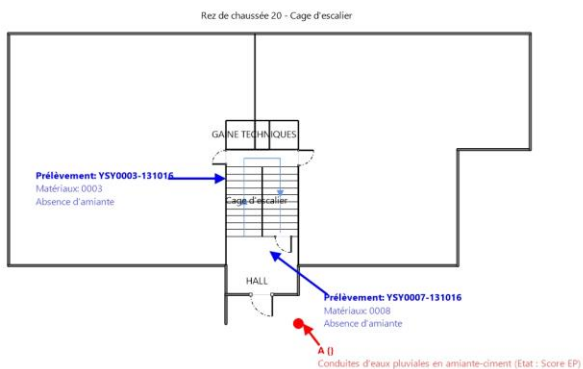 Rez de chaussée 20 - Cage d'escalier
GAINE TECHNIQUES
Prélèvement: YSY0003-131016
Matériaux: 0003
Absence d'amiante
Cage d'escalier
HALL
Prélèvement: YSY0007-131016
Matériaux: 0008
Absence d'amiante
A ()
Conduites d'eaux pluviales en amiante-ciment (Etat : Score EP)